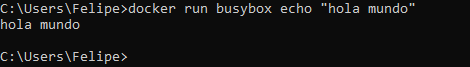 C:\Users\Felipe>docker run busybox echo "hola mundo"
hola mundo
C:\Users\Felipe>